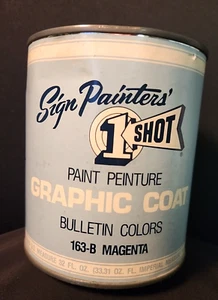 Sign Painters'
1 SHOT
PAINT PEINTURE
GRAPHIC COAT
BULLETIN COLORS
163-B MAGENTA